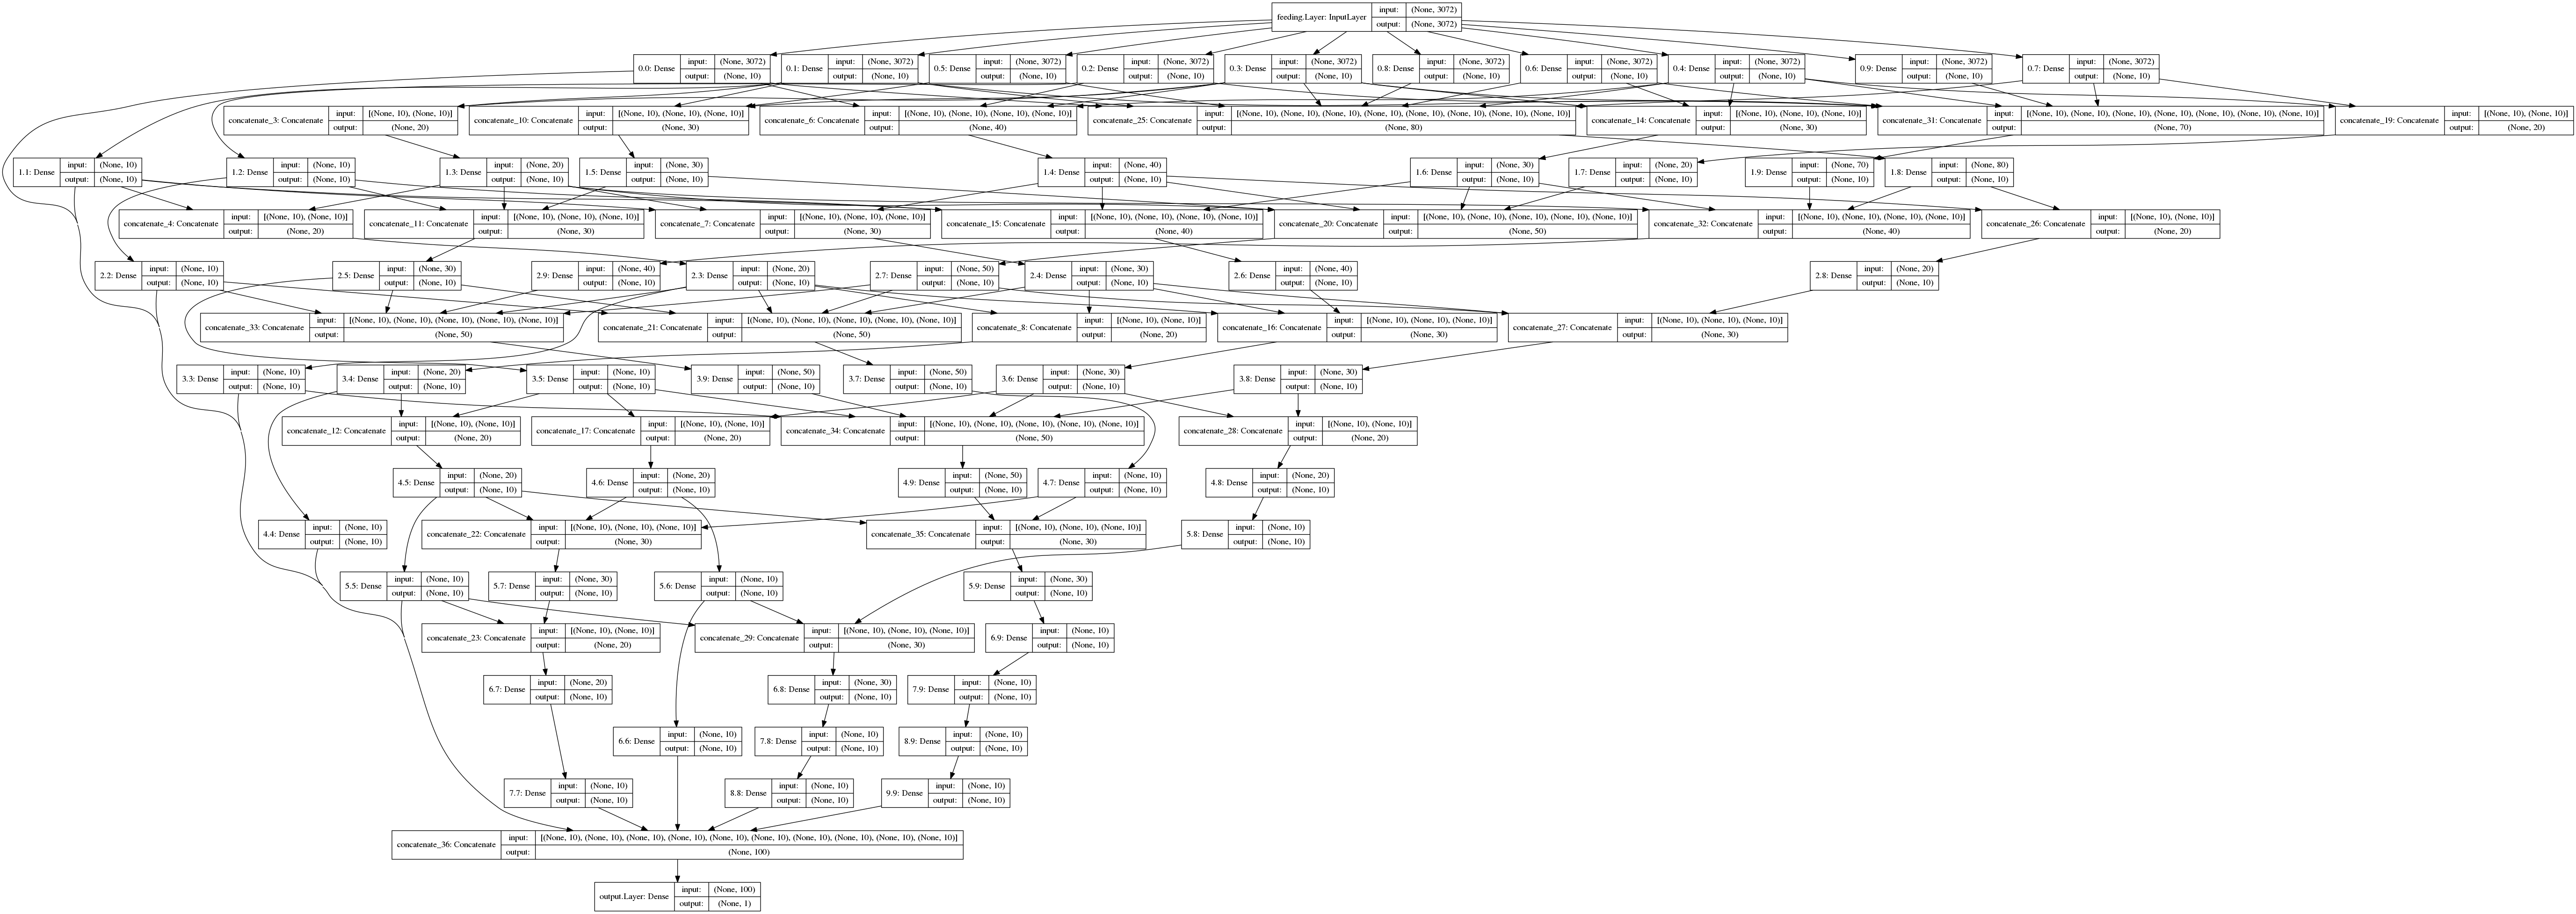 feeding.Layer: InputLayer input: (None, 3072)
output: (None, 3072)
0.0: Dense input: (None, 3072)
output: (None, 10)
0.1: Dense input: (None, 3072)
output: (None, 10)
0.5: Dense input: (None, 3072)
output: (None, 10)
0.2: Dense input: (None, 3072)
output: (None, 10)
0.3: Dense input: (None, 3072)
output: (None, 10)
0.8: Dense input: (None, 3072)
output: (None, 10)
0.6: Dense input: (None, 3072)
output: (None, 10)
0.4: Dense input: (None, 3072)
output: (None, 10)
0.9: Dense input: (None, 3072)
output: (None, 10)
0.7: Dense input: (None, 3072)
output: (None, 10)
concatenate_3: Concatenate input: [(None, 10), (None, 10)]
output: (None, 20)
concatenate_10: Concatenate input: [(None, 10), (None, 10), (None, 10)]
output: (None, 30)
concatenate_6: Concatenate input: [(None, 10), (None, 10), (None, 10), (None, 10)]
output: (None, 40)
concatenate_25: Concatenate input: [(None, 10), (None, 10), (None, 10), (None, 10), (None, 10), (None, 10), (None, 10), (None, 10)]
output: (None, 80)
concatenate_14: Concatenate input: [(None, 10), (None, 10), (None, 10)]
output: (None, 30)
concatenate_31: Concatenate input: [(None, 10), (None, 10), (None, 10), (None, 10), (None, 10), (None, 10), (None, 10)]
output: (None, 70)
concatenate_19: Concatenate input: [(None, 10), (None, 10)]
output: (None, 20)
1.1: Dense input: (None, 10)
output: (None, 10)
1.2: Dense input: (None, 10)
output: (None, 10)
1.3: Dense input: (None, 20)
output: (None, 10)
1.5: Dense input: (None, 30)
output: (None, 10)
1.4: Dense input: (None, 40)
output: (None, 10)
1.6: Dense input: (None, 30)
output: (None, 10)
1.7: Dense input: (None, 20)
output: (None, 10)
1.9: Dense input: (None, 70)
output: (None, 10)
1.8: Dense input: (None, 80)
output: (None, 10)
concatenate_4: Concatenate input: [(None, 10), (None, 10)]
output: (None, 20)
concatenate_11: Concatenate input: [(None, 10), (None, 10), (None, 10)]
output: (None, 30)
concatenate_7: Concatenate input: [(None, 10), (None, 10), (None, 10)]
output: (None, 30)
concatenate_15: Concatenate input: [(None, 10), (None, 10), (None, 10), (None, 10)]
output: (None, 40)
concatenate_20: Concatenate input: [(None, 10), (None, 10), (None, 10), (None, 10), (None, 10)]
output: (None, 50)
concatenate_32: Concatenate input: [(None, 10), (None, 10), (None, 10), (None, 10)]
output: (None, 40)
concatenate_26: Concatenate input: [(None, 10), (None, 10)]
output: (None, 20)
2.2: Dense input: (None, 10)
output: (None, 10)
2.5: Dense input: (None, 30)
output: (None, 10)
2.9: Dense input: (None, 40)
output: (None, 10)
2.3: Dense input: (None, 20)
output: (None, 10)
2.7: Dense input: (None, 50)
output: (None, 10)
2.4: Dense input: (None, 30)
output: (None, 10)
2.6: Dense input: (None, 40)
output: (None, 10)
2.8: Dense input: (None, 20)
output: (None, 10)
concatenate_33: Concatenate input: [(None, 10), (None, 10), (None, 10), (None, 10), (None, 10)]
output: (None, 50)
concatenate_21: Concatenate input: [(None, 10), (None, 10), (None, 10), (None, 10), (None, 10)]
output: (None, 50)
concatenate_8: Concatenate input: [(None, 10), (None, 10)]
output: (None, 20)
concatenate_16: Concatenate input: [(None, 10), (None, 10), (None, 10)]
output: (None, 30)
concatenate_27: Concatenate input: [(None, 10), (None, 10), (None, 10)]
output: (None, 30)
3.3: Dense input: (None, 10)
output: (None, 10)
3.4: Dense input: (None, 20)
output: (None, 10)
3.5: Dense input: (None, 10)
output: (None, 10)
3.9: Dense input: (None, 50)
output: (None, 10)
3.7: Dense input: (None, 50)
output: (None, 10)
3.6: Dense input: (None, 30)
output: (None, 10)
3.8: Dense input: (None, 30)
output: (None, 10)
concatenate_12: Concatenate input: [(None, 10), (None, 10)]
output: (None, 20)
concatenate_17: Concatenate input: [(None, 10), (None, 10)]
output: (None, 20)
concatenate_34: Concatenate input: [(None, 10), (None, 10), (None, 10), (None, 10), (None, 10)]
output: (None, 50)
concatenate_28: Concatenate input: [(None, 10), (None, 10)]
output: (None, 20)
4.5: Dense input: (None, 20)
output: (None, 10)
4.6: Dense input: (None, 20)
output: (None, 10)
4.9: Dense input: (None, 50)
output: (None, 10)
4.7: Dense input: (None, 10)
output: (None, 10)
4.8: Dense input: (None, 20)
output: (None, 10)
4.4: Dense input: (None, 10)
output: (None, 10)
concatenate_22: Concatenate input: [(None, 10), (None, 10), (None, 10)]
output: (None, 30)
concatenate_35: Concatenate input: [(None, 10), (None, 10), (None, 10)]
output: (None, 30)
5.8: Dense input: (None, 10)
output: (None, 10)
5.5: Dense input: (None, 10)
output: (None, 10)
5.7: Dense input: (None, 30)
output: (None, 10)
5.6: Dense input: (None, 10)
output: (None, 10)
5.9: Dense input: (None, 30)
output: (None, 10)
concatenate_23: Concatenate input: [(None, 10), (None, 10)]
output: (None, 20)
concatenate_29: Concatenate input: [(None, 10), (None, 10), (None, 10)]
output: (None, 30)
6.9: Dense input: (None, 10)
output: (None, 10)
6.7: Dense input: (None, 20)
output: (None, 10)
6.8: Dense input: (None, 30)
output: (None, 10)
7.9: Dense input: (None, 10)
output: (None, 10)
6.6: Dense input: (None, 10)
output: (None, 10)
7.8: Dense input: (None, 10)
output: (None, 10)
8.9: Dense input: (None, 10)
output: (None, 10)
7.7: Dense input: (None, 10)
output: (None, 10)
8.8: Dense input: (None, 10)
output: (None, 10)
9.9: Dense input: (None, 10)
output: (None, 10)
concatenate_36: Concatenate input: [(None, 10), (None, 10), (None, 10), (None, 10), (None, 10), (None, 10), (None, 10), (None, 10), (None, 10), (None, 10)]
output: (None, 100)
output.Layer: Dense input: (None, 100)
output: (None, 1)